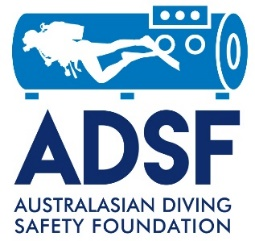 ADSF
AUSTRALASIAN DIVING
SAFETY FOUNDATION